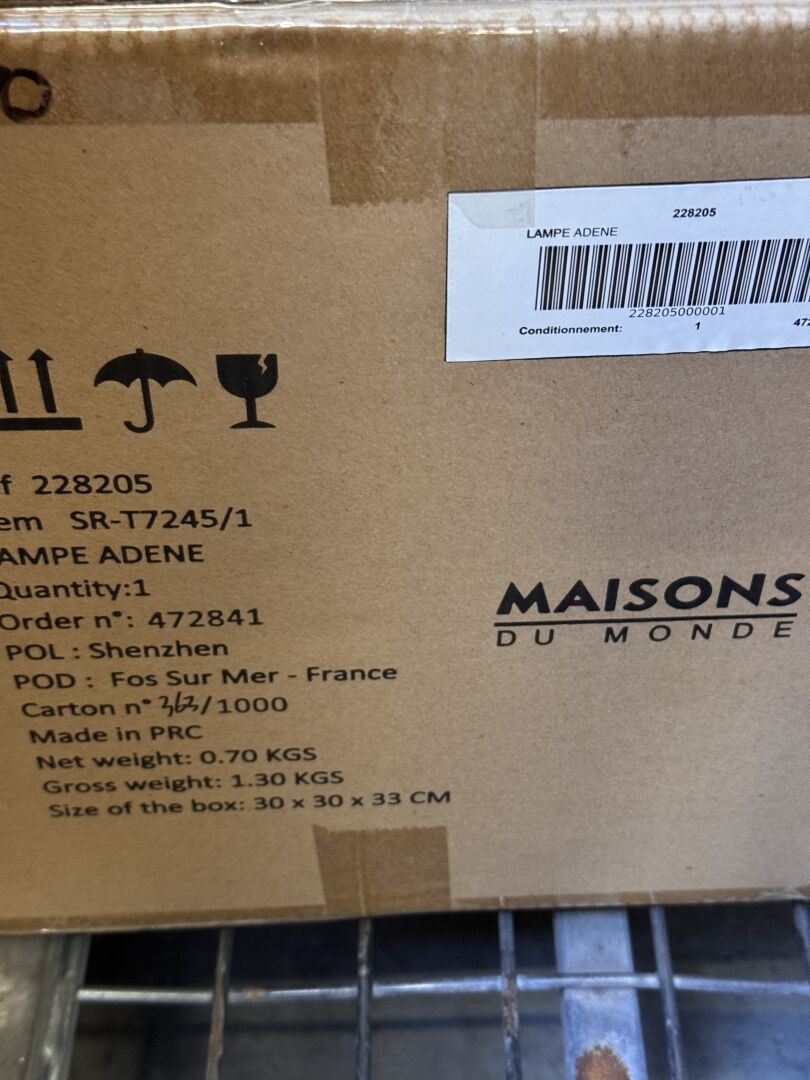 228205
LAMPE ADENE
228205000001
Conditionnement: 1 472
f 228205
em SR-T7245/1
AMPE ADENE
Quantity:1
Order n°: 472841
POL : Shenzhen
POD : Fos Sur Mer - France
Carton n° 363/1000
Made in PRC
Net weight: 0.70 KGS
Gross weight: 1.30 KGS
Size of the box: 30 x 30 x 33 CM
MAISONS
DU MONDE